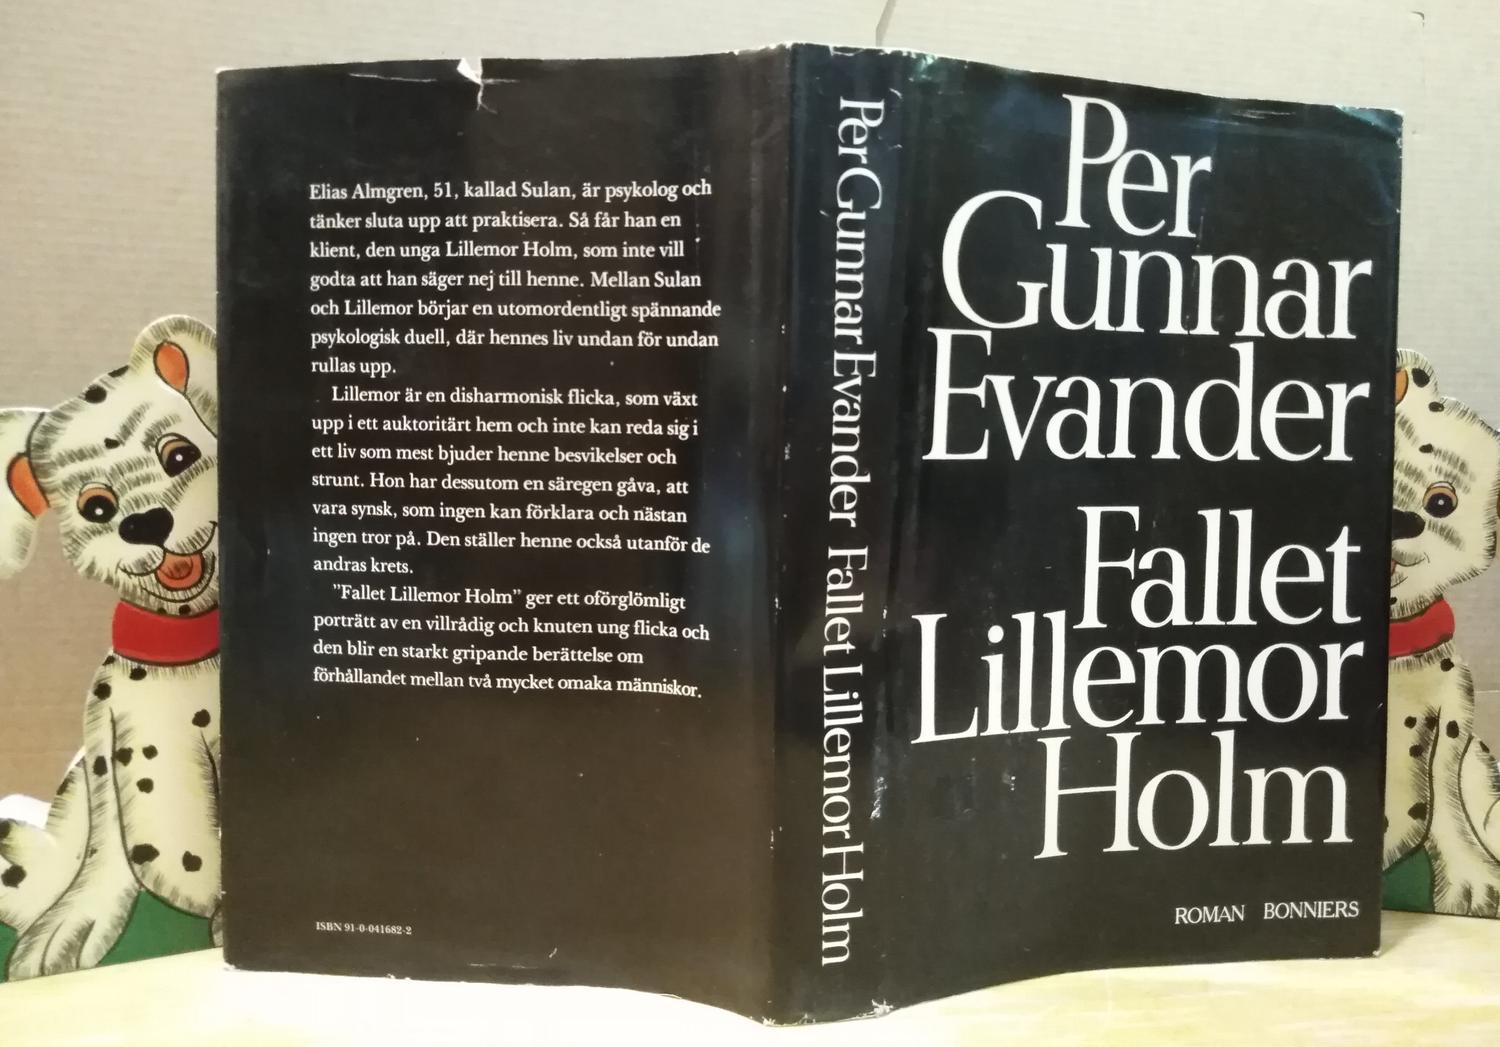 Elias Almgren, 51, kallad Sulan, är psykolog och
tänker sluta upp att praktisera. Så får han en
klient, den unga Lillemor Holm, som inte vill
godta att han säger nej till henne. Mellan Sulan
och Lillemor börjar en utomordentligt spännande
psykologisk duell, där hennes liv undan för undan
rullas upp.
Lillemor är en disharmonisk flicka, som växt
upp i ett auktoritärt hem och inte kan reda sig i
ett liv som mest bjuder henne besvikelser och
strunt. Hon har dessutom en säregen gåva, att
vara synsk, som ingen kan förklara och nästan
ingen tror på. Den ställer henne också utanför de
andras krets.
”Fallet Lillemor Holm” ger ett oförglömligt
porträtt av en villrådig och knuten ung flicka och
den blir en starkt gripande berättelse om
förhållandet mellan två mycket omaka människor.
ISBN 91-0-041682-2
Per Gunnar Evander Fallet Lillemor Holm
Per
Gunnar
Evander
Fallet
Lillemor
Holm
ROMAN BONNIERS